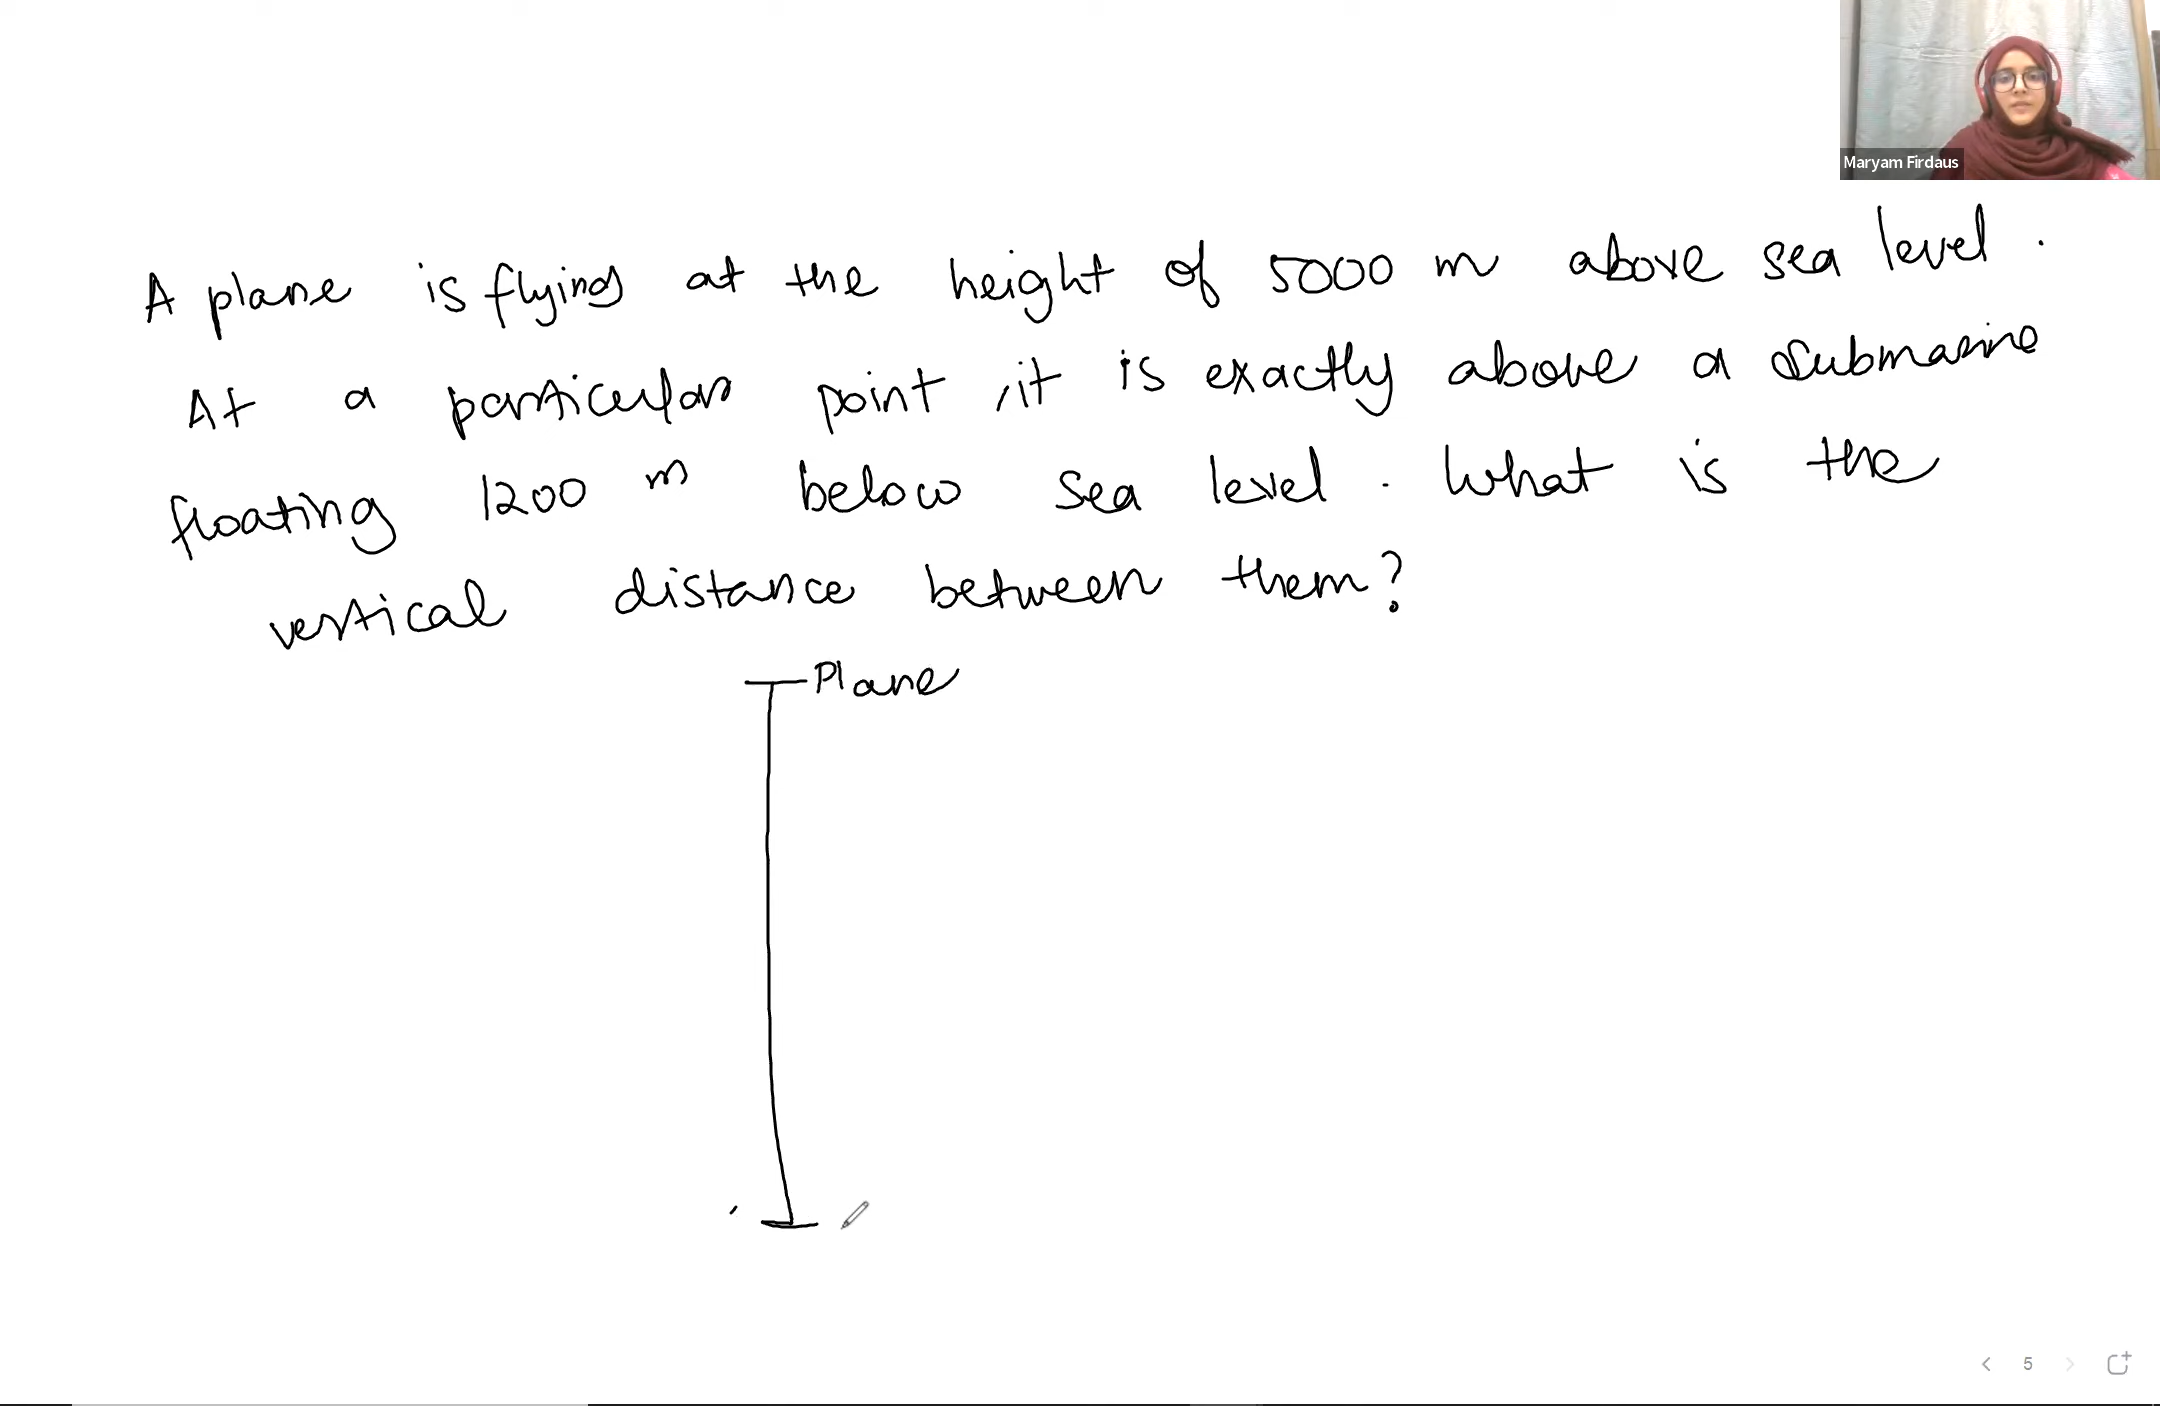 Maryam Firdaus
A plane is flying at the height of 5000 m above sea level.
At a particular point, it is exactly above a submarine
floating 1200 m below sea level. What is the
vertical distance between them?
Plane
5